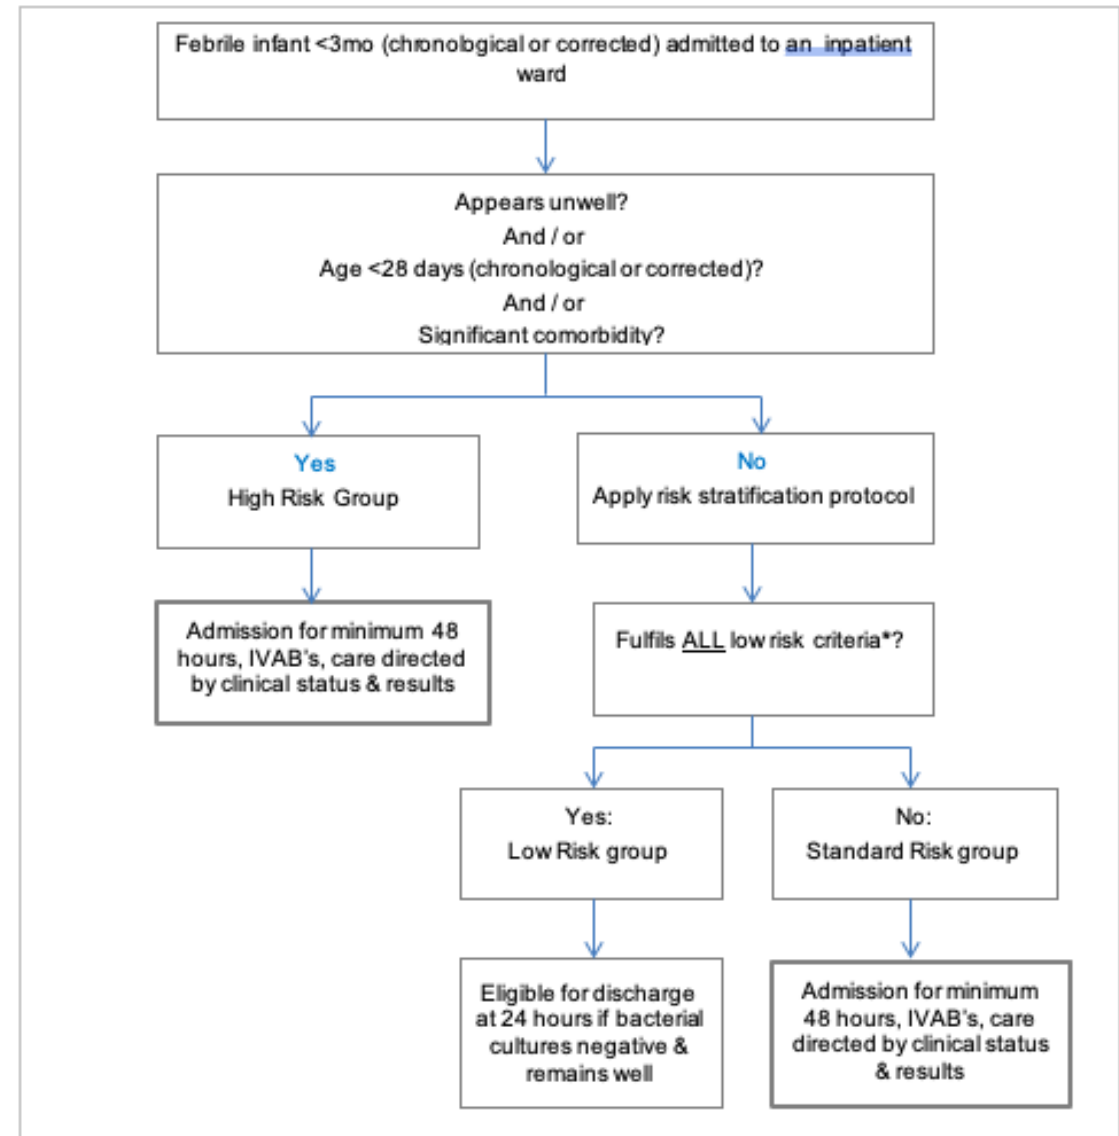 Febrile infant <3mo (chronological or corrected) admitted to an inpatient
ward
Appears unwell?
And / or
Age <28 days (chronological or corrected)?
And / or
Significant comorbidity?
Yes
High Risk Group
No
Apply risk stratification protocol
Admission for minimum 48
hours, IVAB's, care directed
by clinical status & results
Fulfils ALL low risk criteria*?
Yes:
Low Risk group
No:
Standard Risk group
Eligible for discharge
at 24 hours if bacterial
cultures negative &
remains well
Admission for minimum
48 hours, IVAB's, care
directed by clinical status
& results